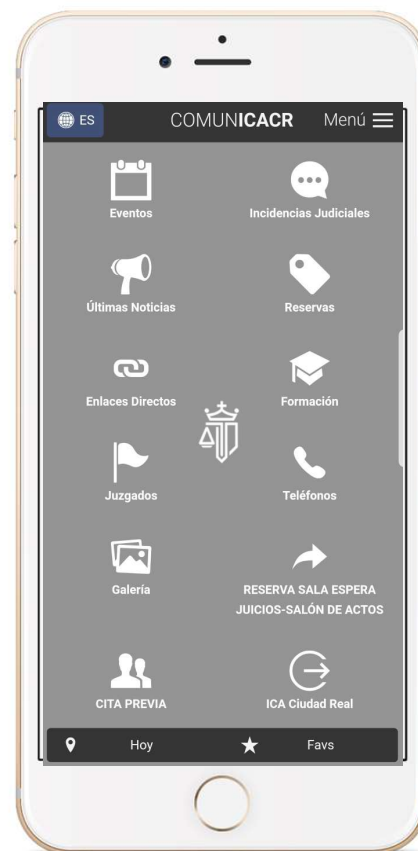 ES
COMUNICACR
Menú
Eventos
Incidencias Judiciales
Últimas Noticias
Reservas
Enlaces Directos
Formación
Juzgados
Teléfonos
Galería
RESERVA SALA ESPERA
JUICIOS-SALÓN DE ACTOS
CITA PREVIA
ICA Ciudad Real
Hoy
Favs